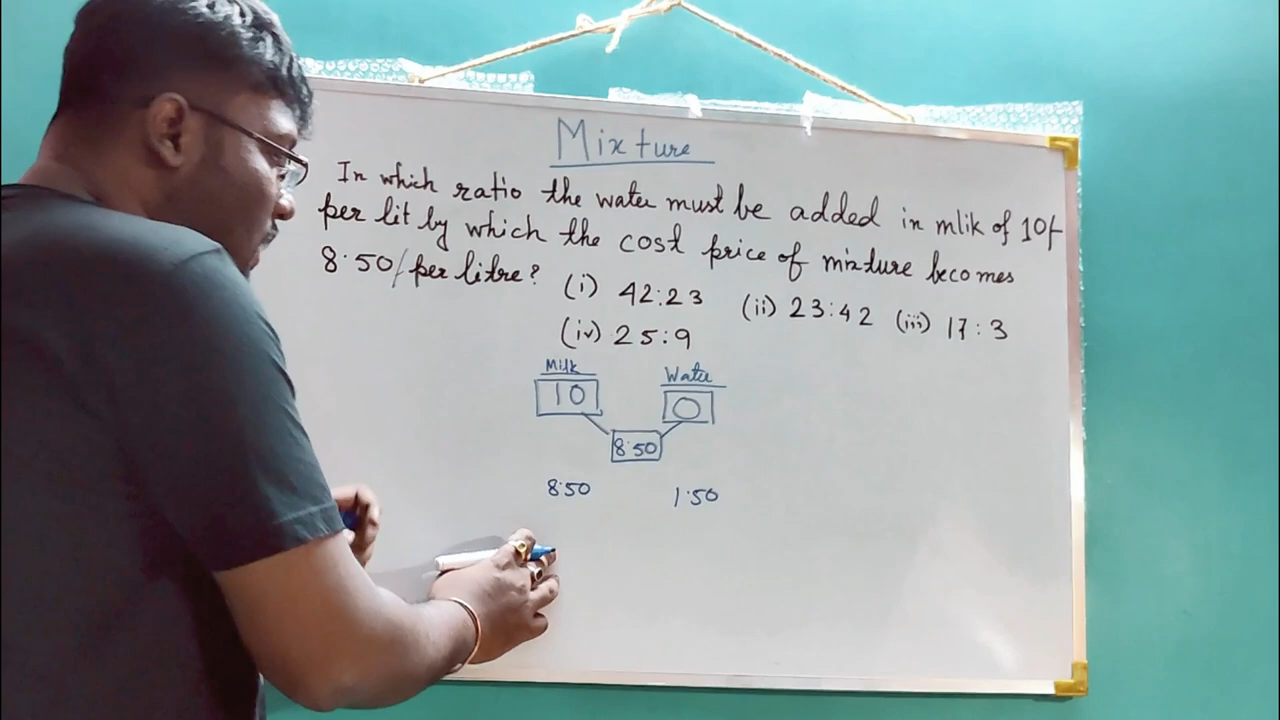 Mixture
In which ratio the water must be added in mlik of 10/-
per lit by which the cost price of mixture becomes
8.50/ per litre? (i) 42:23 (ii) 23:42 (iii) 17:3
(iv) 25:9
Milk Water
10 0
8.50
8.50 1.50